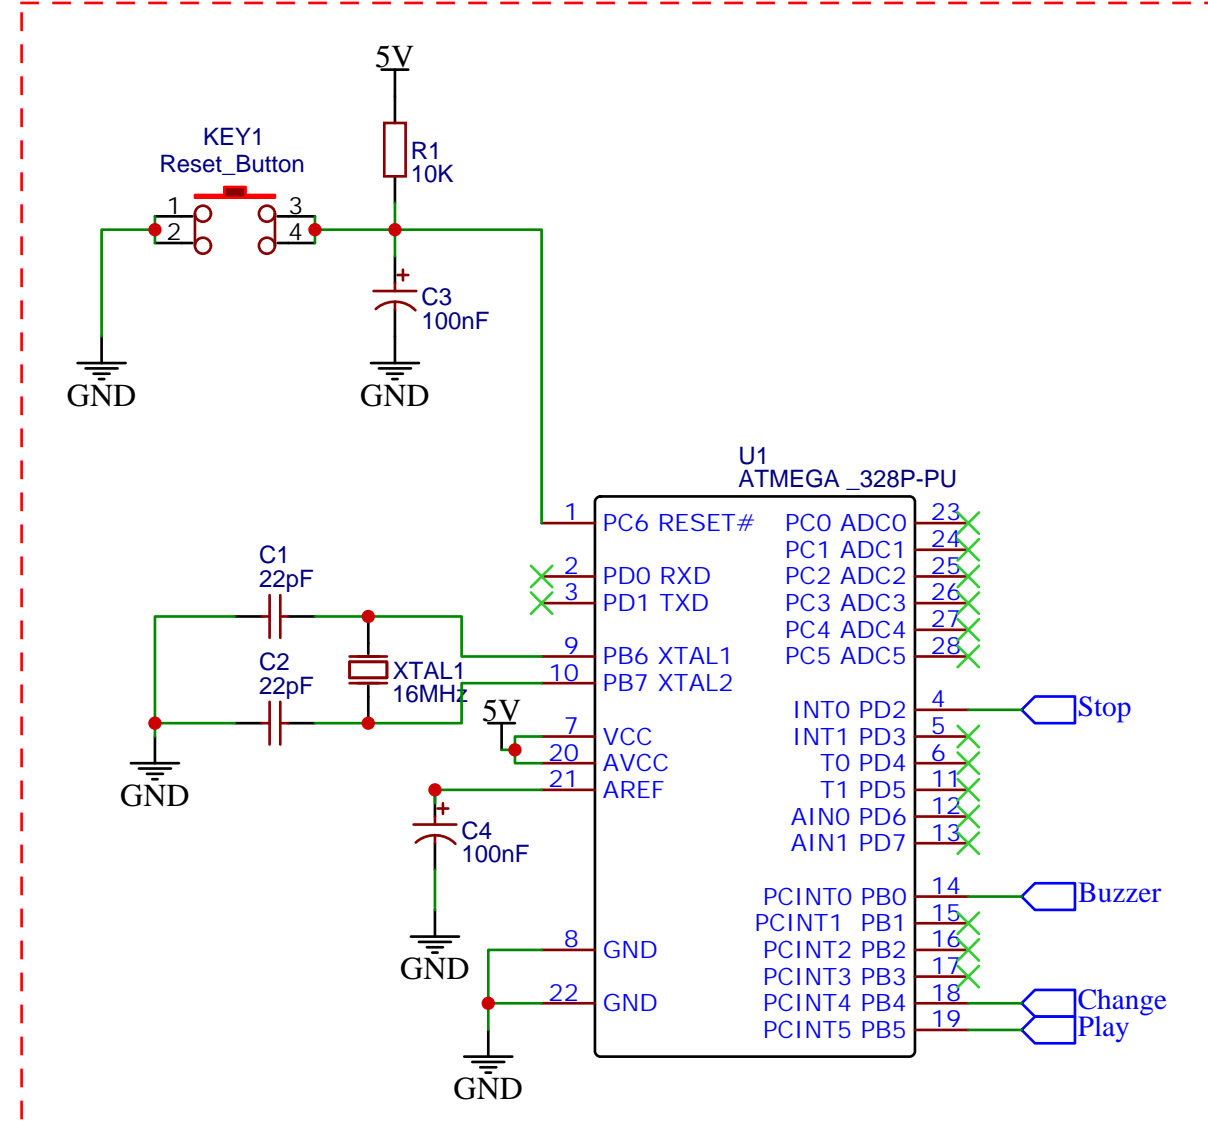 5V
KEY1
Reset_Button
R1
10K
1
3
2
4
+
C3
100nF
GND
GND
U1
ATMEGA _328P-PU
1
PC6 RESET#
PC0 ADC0
23
PC1 ADC1
24
2
PD0 RXD
PC2 ADC2
25
3
PD1 TXD
PC3 ADC3
26
PC4 ADC4
27
9
PB6 XTAL1
PC5 ADC5
28
10
PB7 XTAL2
C1
22pF
C2
22pF
XTAL1
16MHz
GND
5V
INT0 PD2
4
Stop
7
VCC
INT1 PD3
5
20
AVCC
T0 PD4
6
21
AREF
T1 PD5
11
AIN0 PD6
12
AIN1 PD7
13
+
C4
100nF
GND
PCINT0 PB0
14
Buzzer
PCINT1 PB1
15
8
GND
PCINT2 PB2
16
PCINT3 PB3
17
22
GND
PCINT4 PB4
18
Change
PCINT5 PB5
19
Play
GND